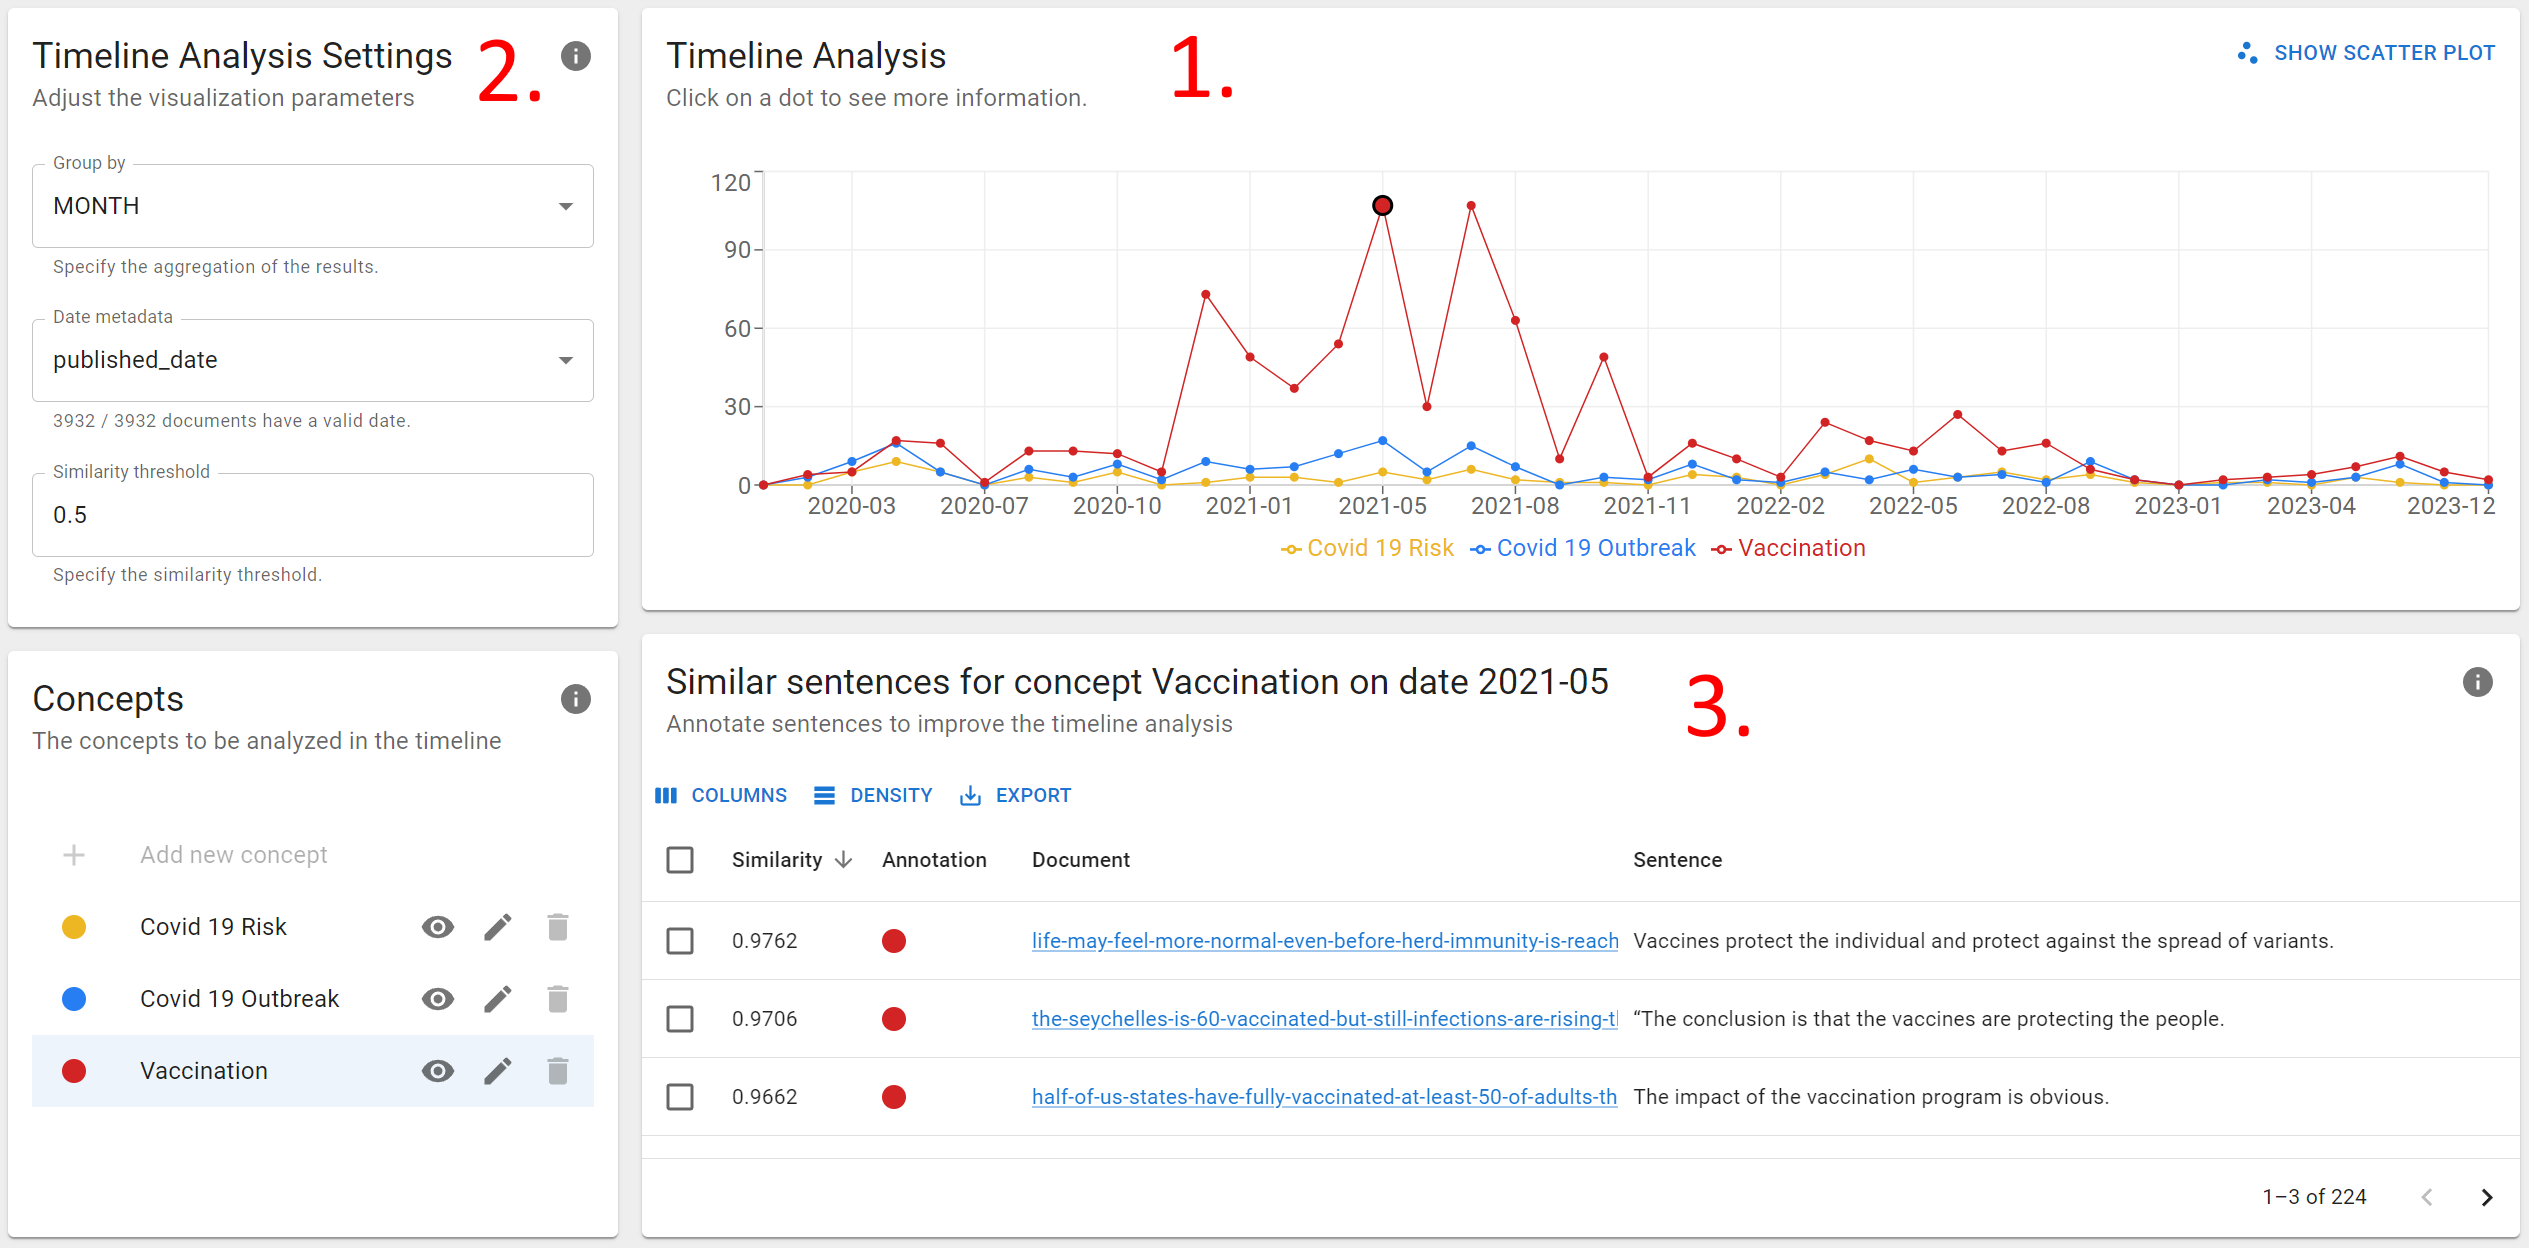 Timeline Analysis Settings
2.
Adjust the visualization parameters
Group by
MONTH
Specify the aggregation of the results.
Date metadata
published_date
3932 / 3932 documents have a valid date.
Similarity threshold
0.5
Specify the similarity threshold.
Timeline Analysis
1.
SHOW SCATTER PLOT
Click on a dot to see more information.
120
90
60
30
0
2020-03 2020-07 2020-10 2021-01 2021-05 2021-08 2021-11 2022-02 2022-05 2022-08 2023-01 2023-04 2023-12
Covid 19 Risk Covid 19 Outbreak Vaccination
Concepts
The concepts to be analyzed in the timeline
Add new concept
Covid 19 Risk
Covid 19 Outbreak
Vaccination
Similar sentences for concept Vaccination on date 2021-05
3.
Annotate sentences to improve the timeline analysis
COLUMNS DENSITY EXPORT
Similarity Annotation Document Sentence
0.9762 life-may-feel-more-normal-even-before-herd-immunity-is-reach Vaccines protect the individual and protect against the spread of variants.
0.9706 the-seychelles-is-60-vaccinated-but-still-infections-are-rising- “The conclusion is that the vaccines are protecting the people.
0.9662 half-of-us-states-have-fully-vaccinated-at-least-50-of-adults-th The impact of the vaccination program is obvious.
1–3 of 224